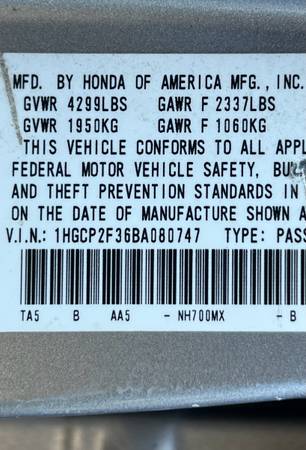 MFD. BY HONDA OF AMERICA MFG., INC.
GVWR 4299LBS GAWR F 2337LBS
GVWR 1950KG GAWR F 1060KG
THIS VEHICLE CONFORMS TO ALL APPL
FEDERAL MOTOR VEHICLE SAFETY, BU
AND THEFT PREVENTION STANDARDS IN
ON THE DATE OF MANUFACTURE SHOWN A
V.I.N.: 1HGCP2F36BA080747 TYPE: PASS
TA5 B AA5 - NH700MX - B